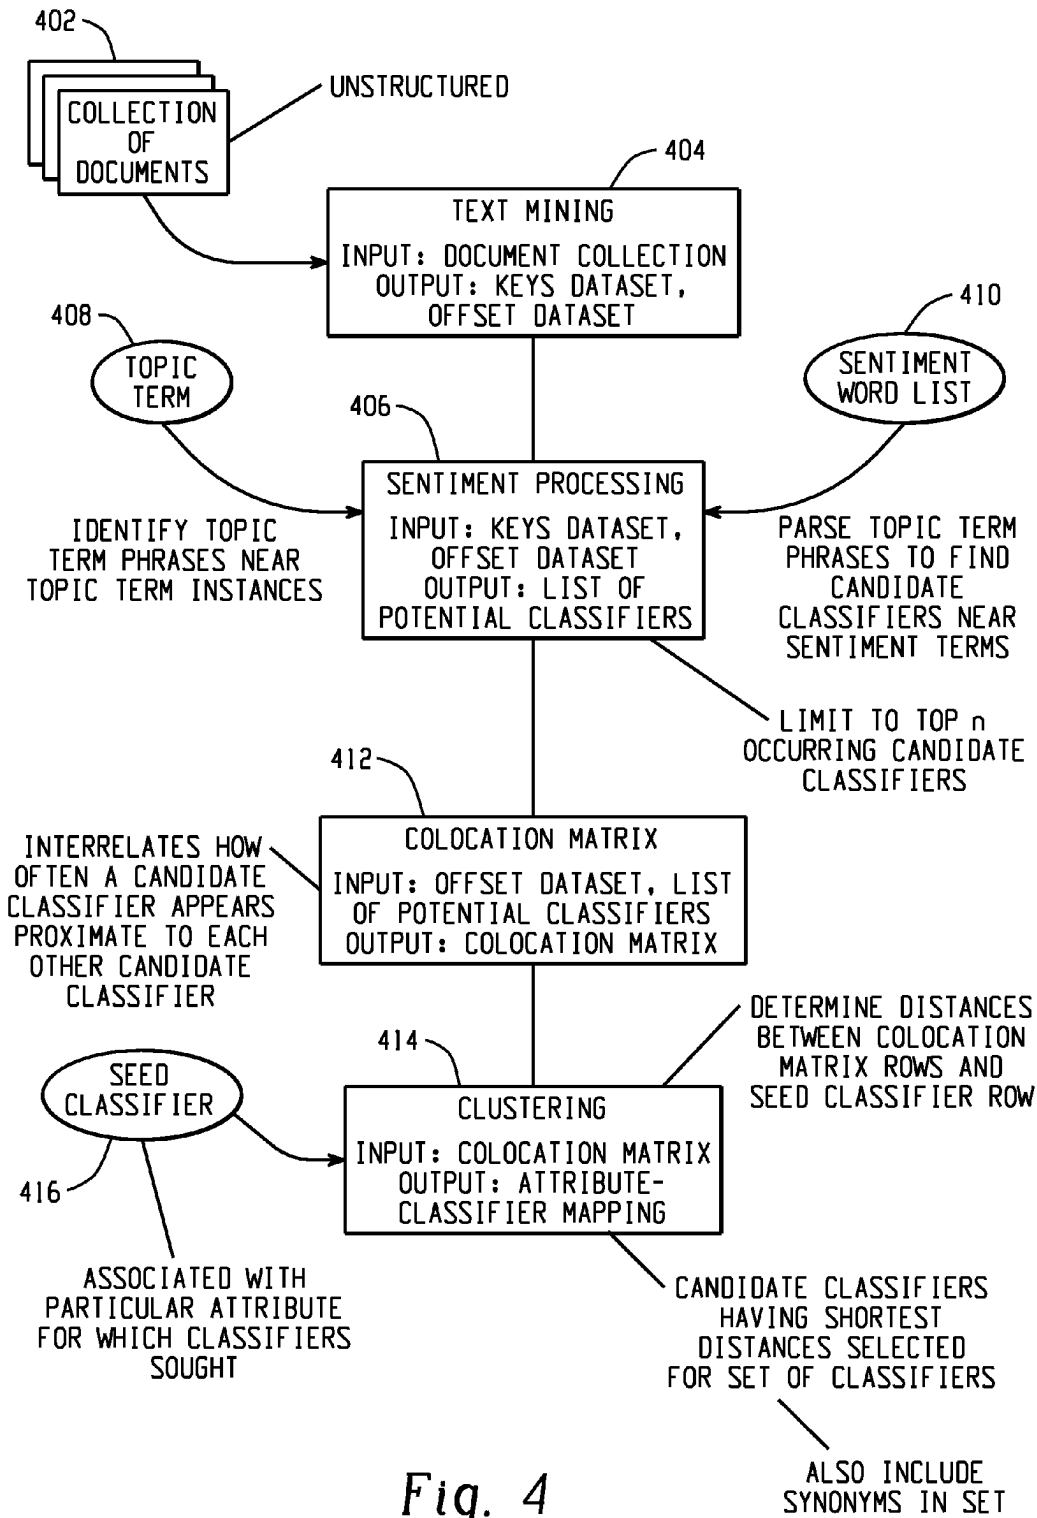 402
UNSTRUCTURED
COLLECTION
OF
DOCUMENTS
404
TEXT MINING
INPUT: DOCUMENT COLLECTION
OUTPUT: KEYS DATASET,
OFFSET DATASET
408
TOPIC
TERM
410
SENTIMENT
WORD LIST
406
SENTIMENT PROCESSING
INPUT: KEYS DATASET,
OFFSET DATASET
OUTPUT: LIST OF
POTENTIAL CLASSIFIERS
IDENTIFY TOPIC
TERM PHRASES NEAR
TOPIC TERM INSTANCES
PARSE TOPIC TERM
PHRASES TO FIND
CANDIDATE
CLASSIFIERS NEAR
SENTIMENT TERMS
LIMIT TO TOP n
OCCURRING CANDIDATE
CLASSIFIERS
412
COLOCATION MATRIX
INPUT: OFFSET DATASET, LIST
OF POTENTIAL CLASSIFIERS
OUTPUT: COLOCATION MATRIX
INTERRELATES HOW
OFTEN A CANDIDATE
CLASSIFIER APPEARS
PROXIMATE TO EACH
OTHER CANDIDATE
CLASSIFIER
DETERMINE DISTANCES
BETWEEN COLOCATION
MATRIX ROWS AND
SEED CLASSIFIER ROW
414
SEED
CLASSIFIER
416
CLUSTERING
INPUT: COLOCATION MATRIX
OUTPUT: ATTRIBUTE-
CLASSIFIER MAPPING
ASSOCIATED WITH
PARTICULAR ATTRIBUTE
FOR WHICH CLASSIFIERS
SOUGHT
CANDIDATE CLASSIFIERS
HAVING SHORTEST
DISTANCES SELECTED
FOR SET OF CLASSIFIERS
ALSO INCLUDE
SYNONYMS IN SET
Fig. 4